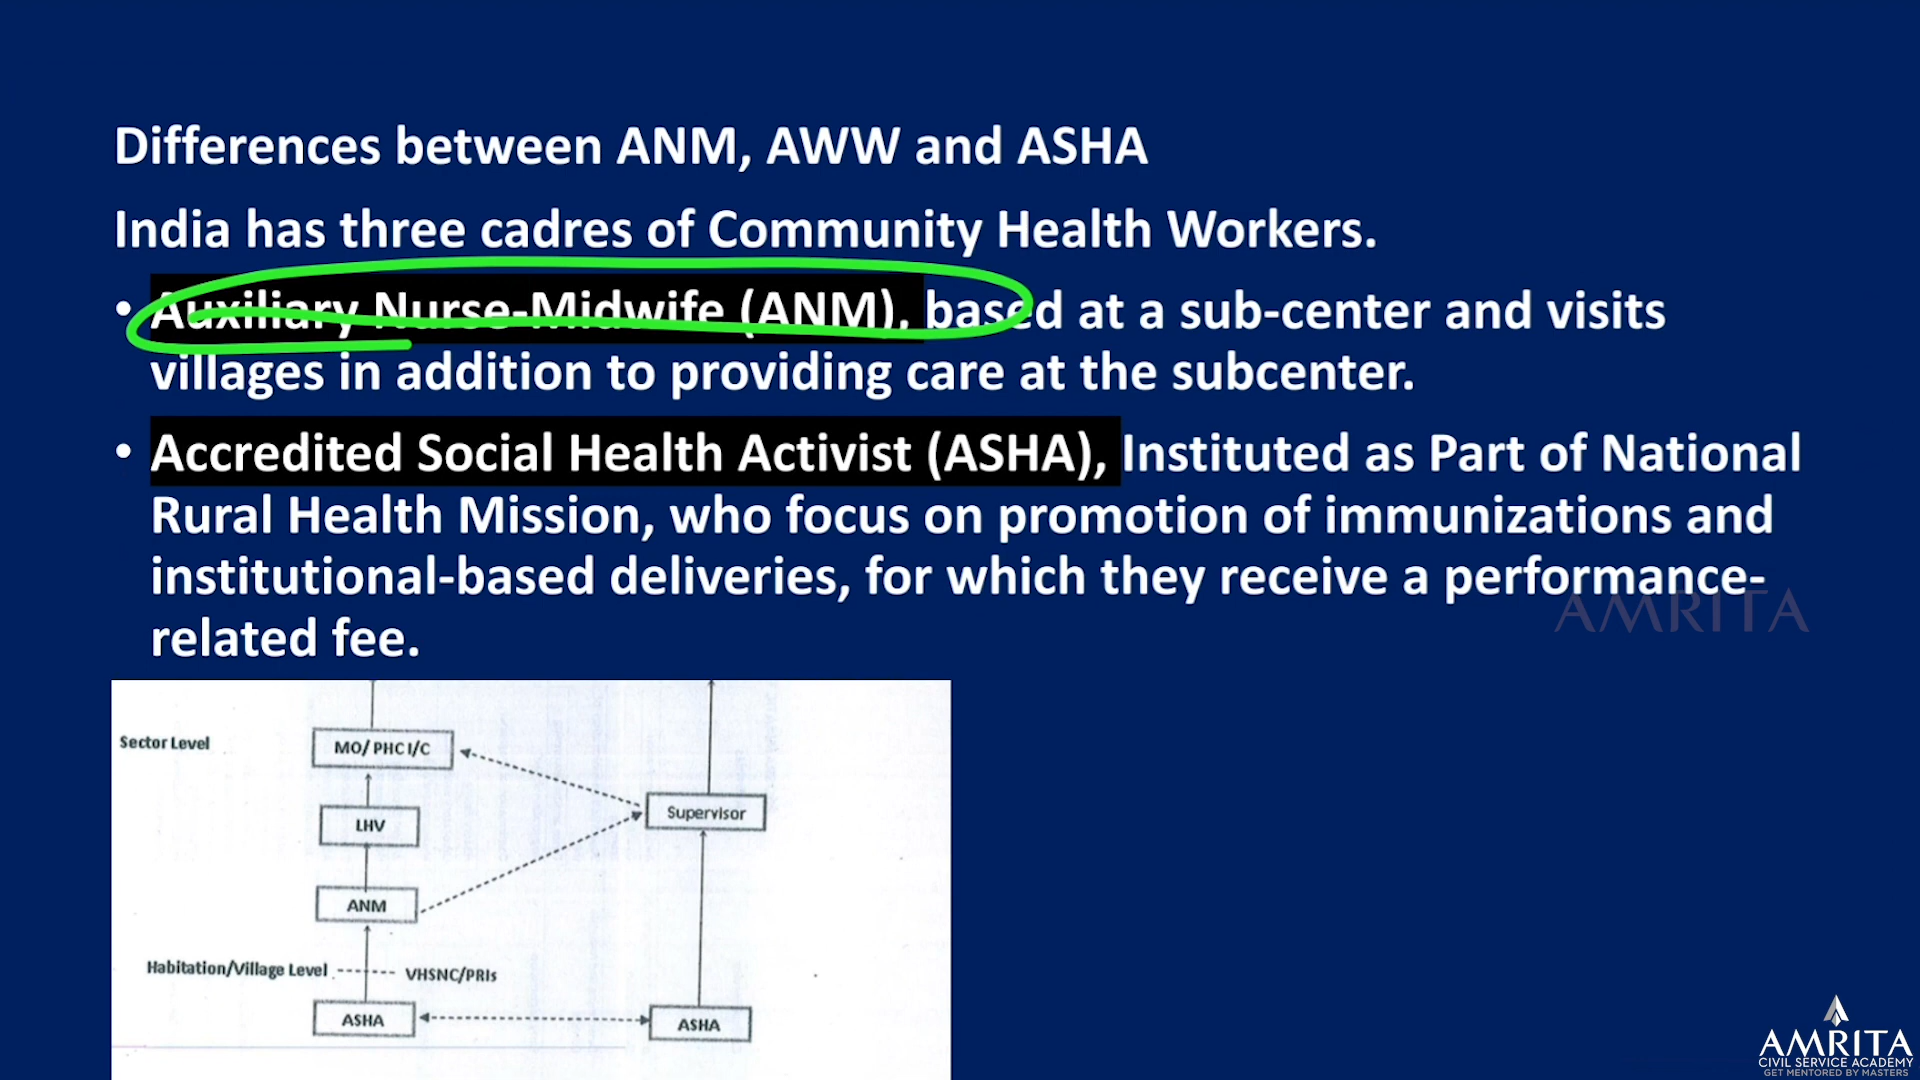 Differences between ANM, AWW and ASHA
India has three cadres of Community Health Workers.
• Auxiliary Nurse-Midwife (ANM), based at a sub-center and visits
villages in addition to providing care at the subcenter.
• Accredited Social Health Activist (ASHA), Instituted as Part of National
Rural Health Mission, who focus on promotion of immunizations and
institutional-based deliveries, for which they receive a performance-
related fee.
AMRITA
Sector Level
MO/ PHC I/C
Supervisor
LHV
ANM
Habitation/Village Level
VHSNC/PRIs
ASHA
ASHA
AMRITA
CIVIL SERVICE ACADEMY
GET MENTORED BY MASTERS